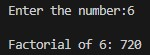 Enter the number:6
Factorial of 6: 720